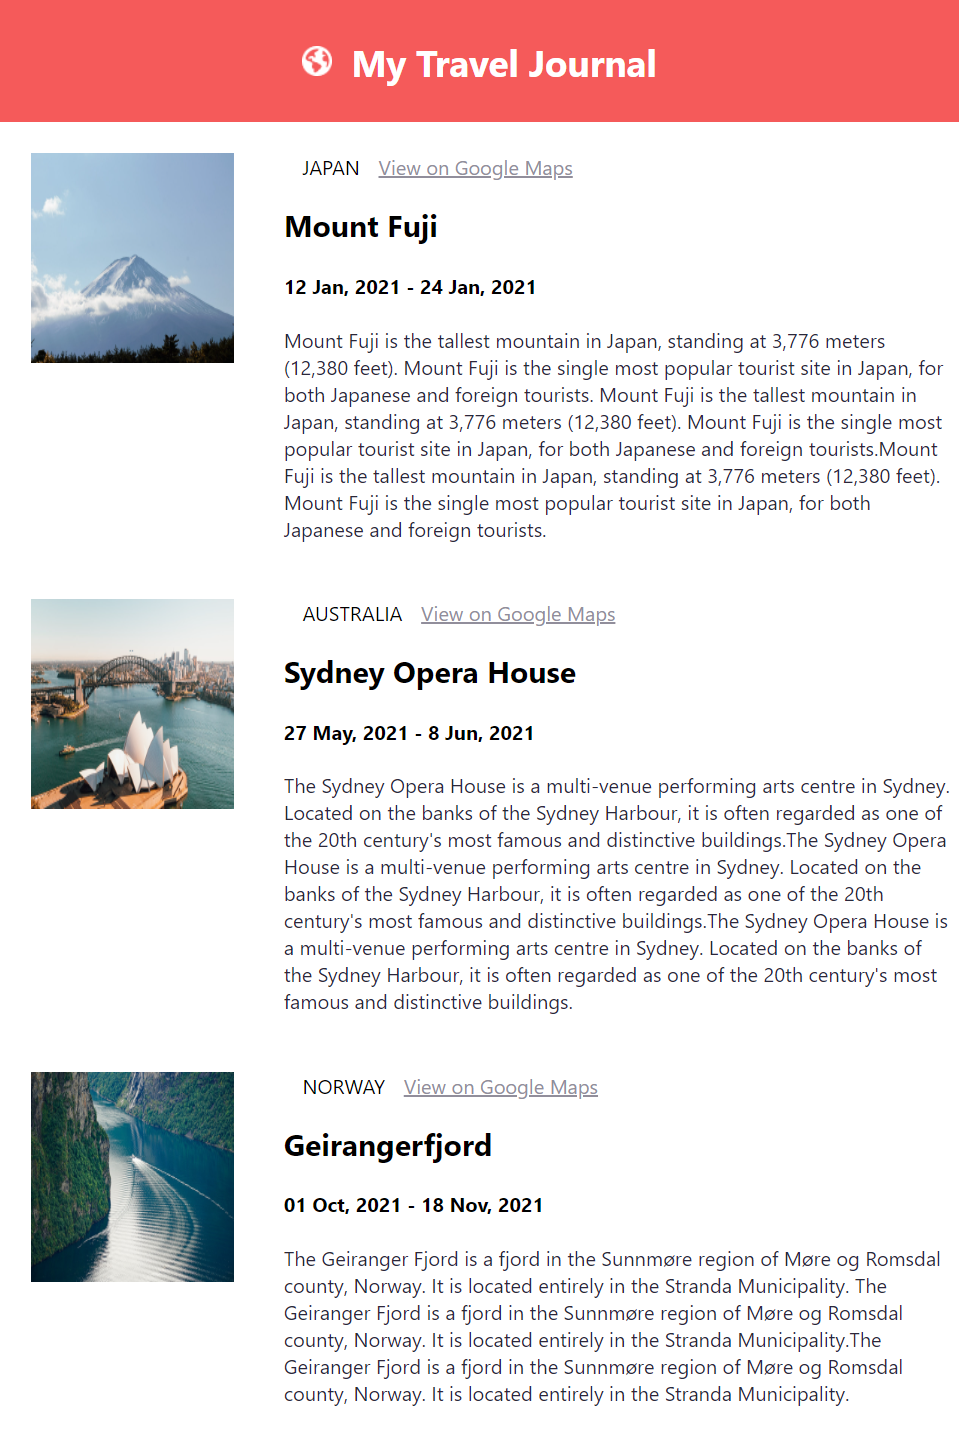 My Travel Journal
JAPAN View on Google Maps
Mount Fuji
12 Jan, 2021 - 24 Jan, 2021
Mount Fuji is the tallest mountain in Japan, standing at 3,776 meters
(12,380 feet). Mount Fuji is the single most popular tourist site in Japan, for
both Japanese and foreign tourists. Mount Fuji is the tallest mountain in
Japan, standing at 3,776 meters (12,380 feet). Mount Fuji is the single most
popular tourist site in Japan, for both Japanese and foreign tourists.Mount
Fuji is the tallest mountain in Japan, standing at 3,776 meters (12,380 feet).
Mount Fuji is the single most popular tourist site in Japan, for both
Japanese and foreign tourists.
AUSTRALIA View on Google Maps
Sydney Opera House
27 May, 2021 - 8 Jun, 2021
The Sydney Opera House is a multi-venue performing arts centre in Sydney.
Located on the banks of the Sydney Harbour, it is often regarded as one of
the 20th century's most famous and distinctive buildings.The Sydney Opera
House is a multi-venue performing arts centre in Sydney. Located on the
banks of the Sydney Harbour, it is often regarded as one of the 20th
century's most famous and distinctive buildings.The Sydney Opera House is
a multi-venue performing arts centre in Sydney. Located on the banks of
the Sydney Harbour, it is often regarded as one of the 20th century's most
famous and distinctive buildings.
NORWAY View on Google Maps
Geirangerfjord
01 Oct, 2021 - 18 Nov, 2021
The Geiranger Fjord is a fjord in the Sunnmøre region of Møre og Romsdal
county, Norway. It is located entirely in the Stranda Municipality. The
Geiranger Fjord is a fjord in the Sunnmøre region of Møre og Romsdal
county, Norway. It is located entirely in the Stranda Municipality.The
Geiranger Fjord is a fjord in the Sunnmøre region of Møre og Romsdal
county, Norway. It is located entirely in the Stranda Municipality.